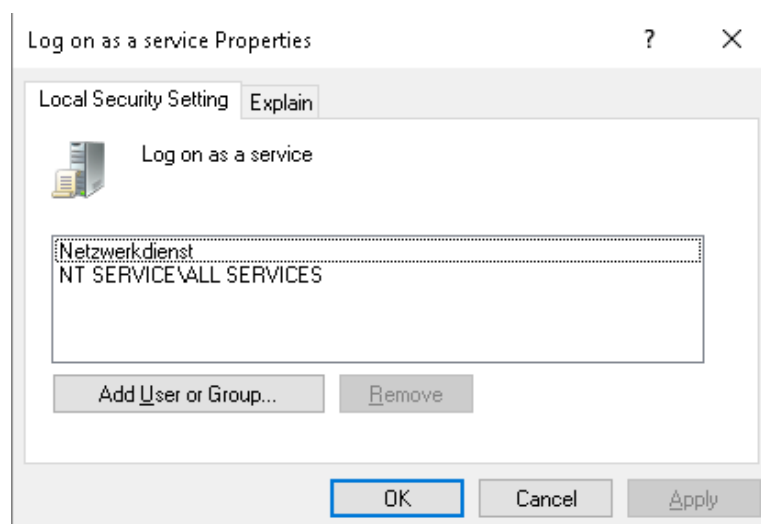 Log on as a service Properties ? X
Local Security Setting Explain
Log on as a service
Netzwerkdienst
NT SERVICE\ALL SERVICES
Add User or Group... Remove
OK Cancel Apply